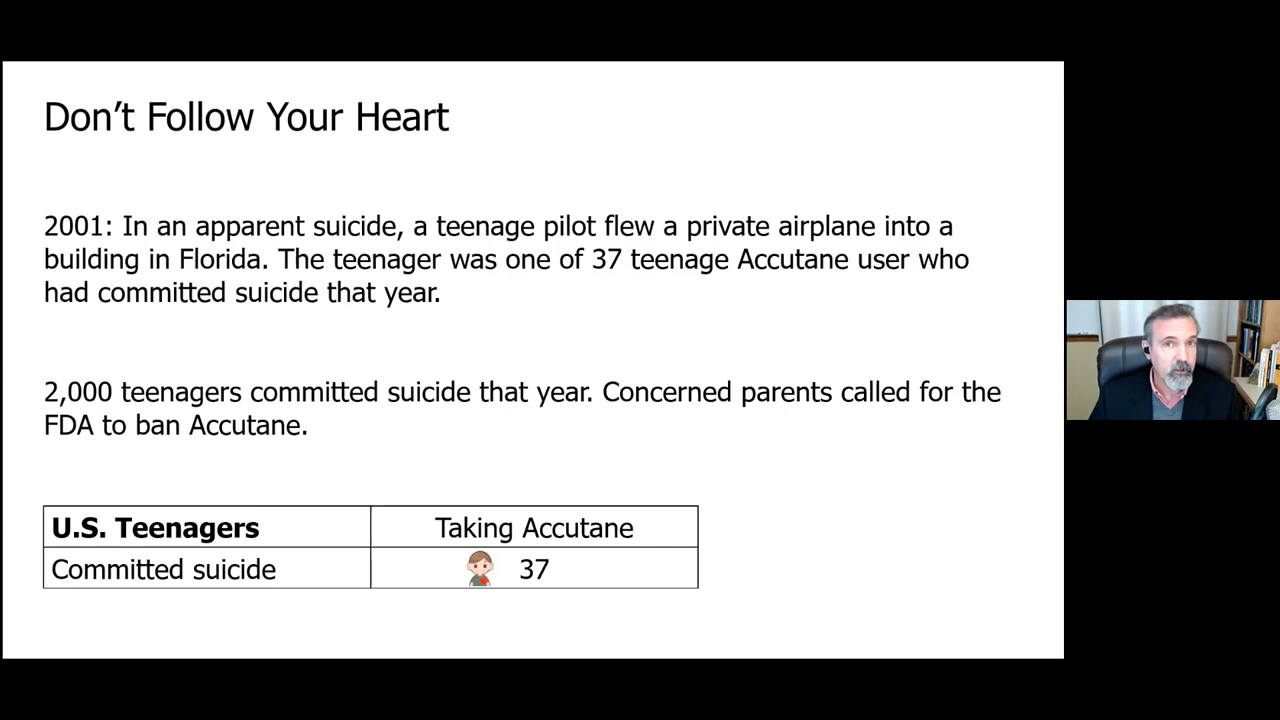 Don’t Follow Your Heart
2001: In an apparent suicide, a teenage pilot flew a private airplane into a
building in Florida. The teenager was one of 37 teenage Accutane user who
had committed suicide that year.
2,000 teenagers committed suicide that year. Concerned parents called for the
FDA to ban Accutane.
U.S. Teenagers Taking Accutane
Committed suicide 37